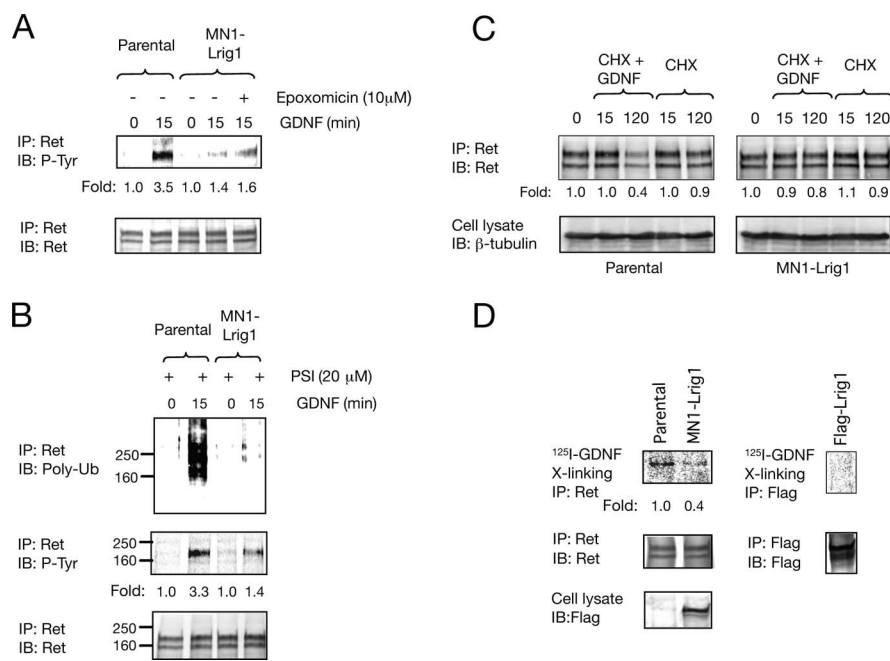 A
Parental
MN1-
Lrig1
- - - - + Epoxomicin (10µM)
0 15 0 15 15 GDNF (min)
IP: Ret
IB: P-Tyr
Fold: 1.0 3.5 1.0 1.4 1.6
IP: Ret
IB: Ret
B
Parental
MN1-
Lrig1
+ + + + PSI (20 µM)
0 15 0 15 GDNF (min)
IP: Ret
IB: Poly-Ub
250
160
IP: Ret
IB: P-Tyr
250
160
Fold: 1.0 3.3 1.0 1.4
IP: Ret
IB: Ret
250
160
C
CHX +
GDNF
CHX
CHX +
GDNF
CHX
0 15 120 15 120
0 15 120 15 120
IP: Ret
IB: Ret
Fold: 1.0 1.0 0.4 1.0 0.9
1.0 0.9 0.8 1.1 0.9
Cell lysate
IB: β-tubulin
Parental
MN1-Lrig1
D
Parental
MN1-Lrig1
¹²⁵I-GDNF
X-linking
IP: Ret
Fold: 1.0 0.4
IP: Ret
IB: Ret
Cell lysate
IB:Flag
Flag-Lrig1
¹²⁵I-GDNF
X-linking
IP: Flag
IP: Flag
IB: Flag